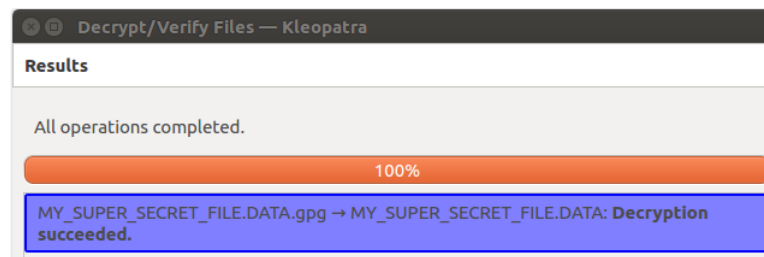 Decrypt/Verify Files — Kleopatra
Results
All operations completed.
100%
MY_SUPER_SECRET_FILE.DATA.gpg → MY_SUPER_SECRET_FILE.DATA: Decryption
succeeded.